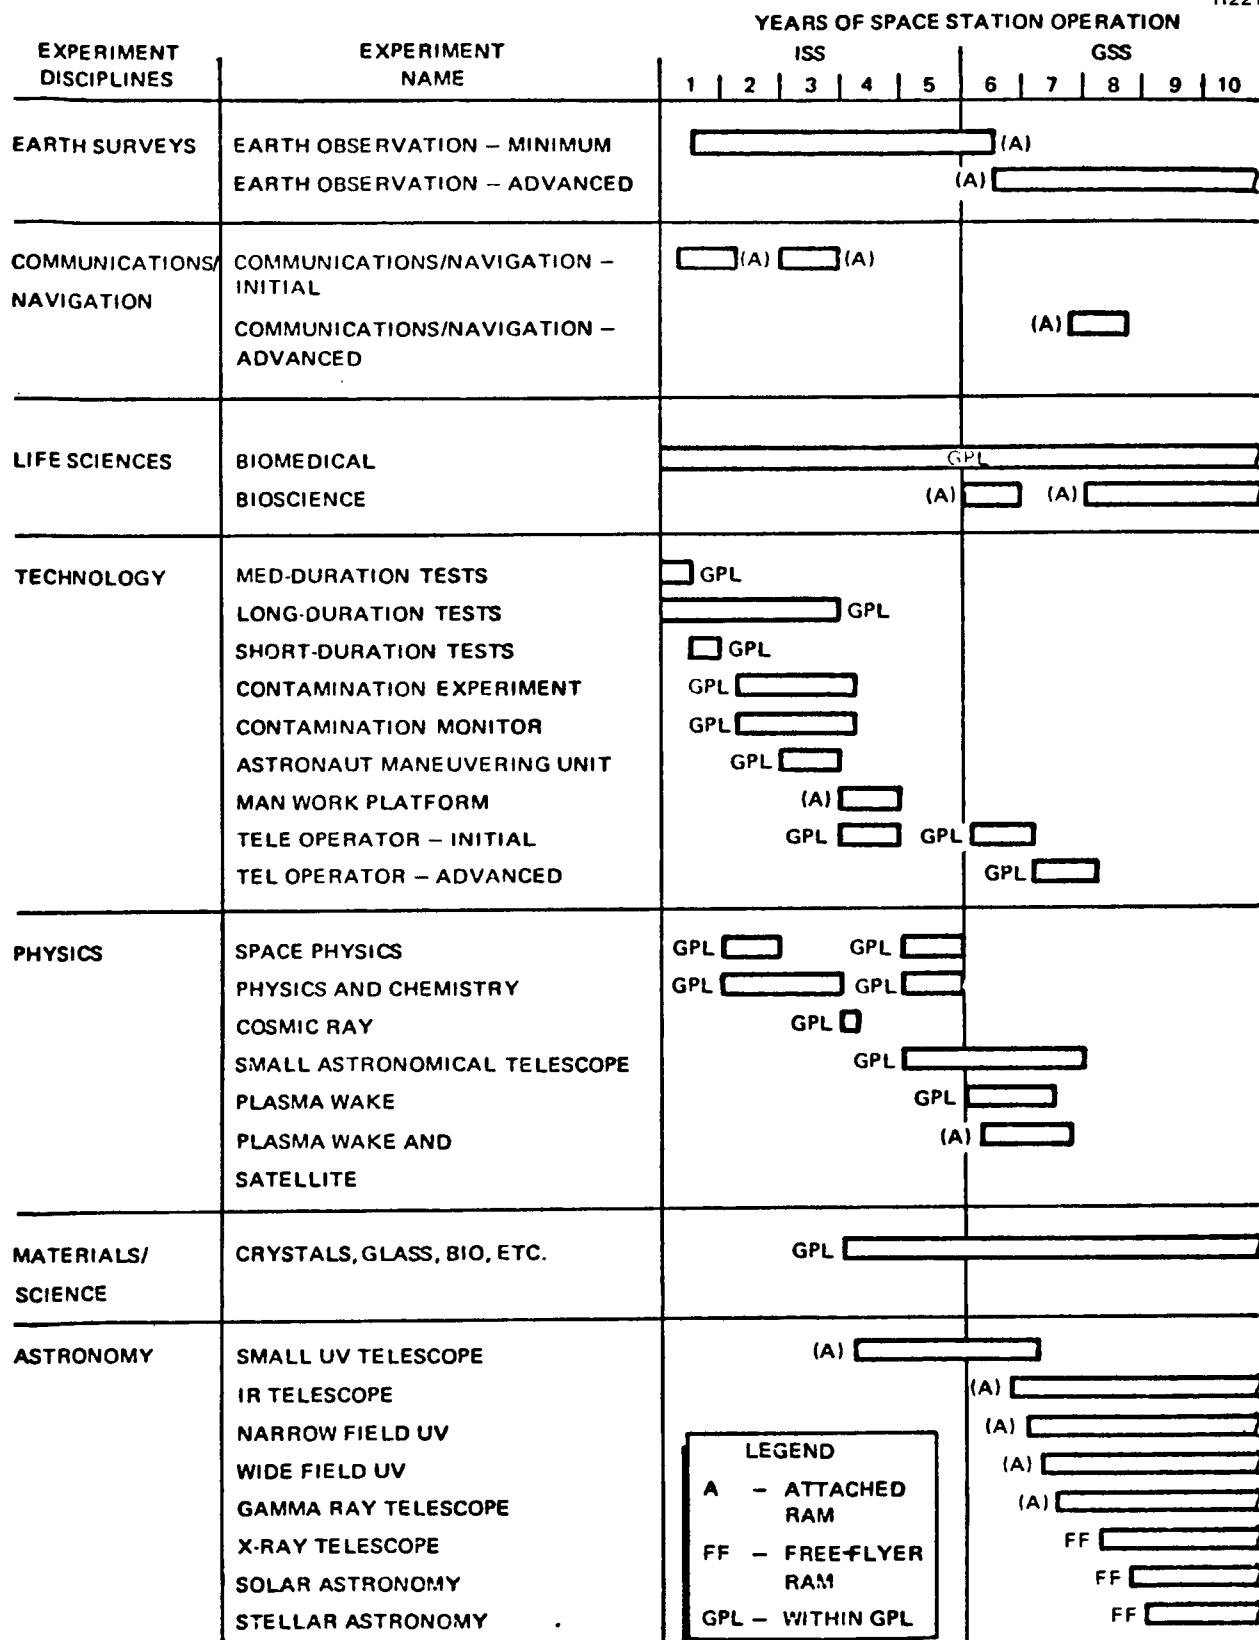 YEARS OF SPACE STATION OPERATION
EXPERIMENT DISCIPLINES
EXPERIMENT NAME
ISS
GSS
1 2 3 4 5 6 7 8 9 10
EARTH SURVEYS
EARTH OBSERVATION – MINIMUM (A)
EARTH OBSERVATION – ADVANCED (A)
COMMUNICATIONS/
NAVIGATION
COMMUNICATIONS/NAVIGATION – (A) (A)
INITIAL
COMMUNICATIONS/NAVIGATION – (A)
ADVANCED
LIFE SCIENCES
BIOMEDICAL GPL
BIOSCIENCE (A) (A)
TECHNOLOGY
MED-DURATION TESTS GPL
LONG-DURATION TESTS GPL
SHORT-DURATION TESTS GPL
CONTAMINATION EXPERIMENT GPL
CONTAMINATION MONITOR GPL
ASTRONAUT MANEUVERING UNIT GPL
MAN WORK PLATFORM (A)
TELE OPERATOR – INITIAL GPL GPL
TEL OPERATOR – ADVANCED GPL
PHYSICS
SPACE PHYSICS GPL GPL
PHYSICS AND CHEMISTRY GPL GPL
COSMIC RAY GPL
SMALL ASTRONOMICAL TELESCOPE GPL
PLASMA WAKE GPL
PLASMA WAKE AND (A)
SATELLITE
MATERIALS/
SCIENCE
CRYSTALS, GLASS, BIO, ETC. GPL
ASTRONOMY
SMALL UV TELESCOPE (A)
IR TELESCOPE (A)
NARROW FIELD UV (A)
WIDE FIELD UV (A)
GAMMA RAY TELESCOPE (A)
X-RAY TELESCOPE FF
SOLAR ASTRONOMY FF
STELLAR ASTRONOMY FF
LEGEND
A – ATTACHED
RAM
FF – FREE-FLYER
RAM
GPL – WITHIN GPL